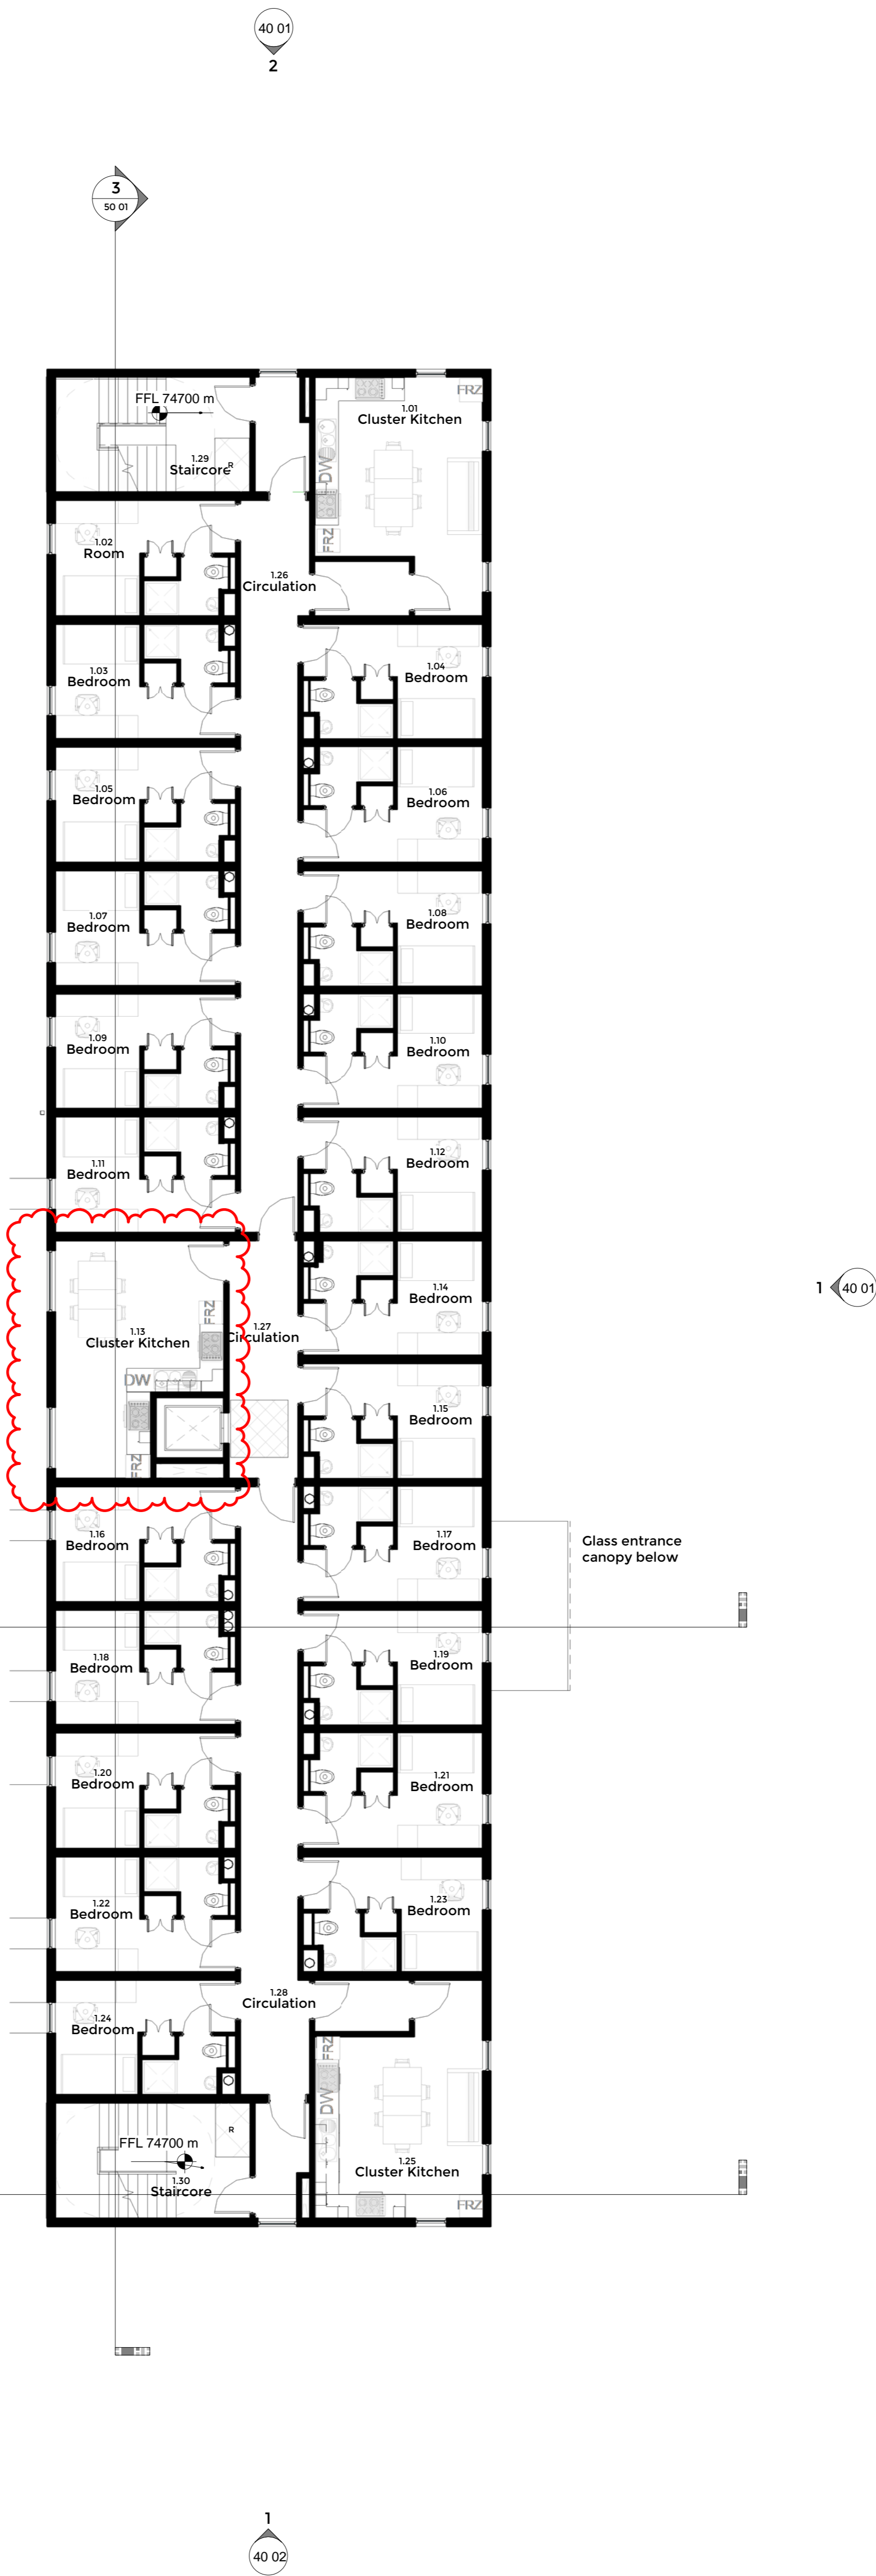 40 01
2
3
50 01
FFL 74700 m
1.29
Staircore
R
1.01
Cluster Kitchen
FRZ
DW
FRZ
1.02
Room
1.26
Circulation
1.03
Bedroom
1.04
Bedroom
1.05
Bedroom
1.06
Bedroom
1.07
Bedroom
1.08
Bedroom
1.09
Bedroom
1.10
Bedroom
1.11
Bedroom
1.12
Bedroom
1.13
Cluster Kitchen
FRZ
DW
FRZ
1.27
Circulation
1.14
Bedroom
1 40 01
1.15
Bedroom
1.16
Bedroom
1.17
Bedroom
Glass entrance
canopy below
1.18
Bedroom
1.19
Bedroom
1.20
Bedroom
1.21
Bedroom
1.22
Bedroom
1.23
Bedroom
1.24
Bedroom
1.28
Circulation
FRZ
DW
R
FFL 74700 m
1.30
Staircore
1.25
Cluster Kitchen
FRZ
1
40 02